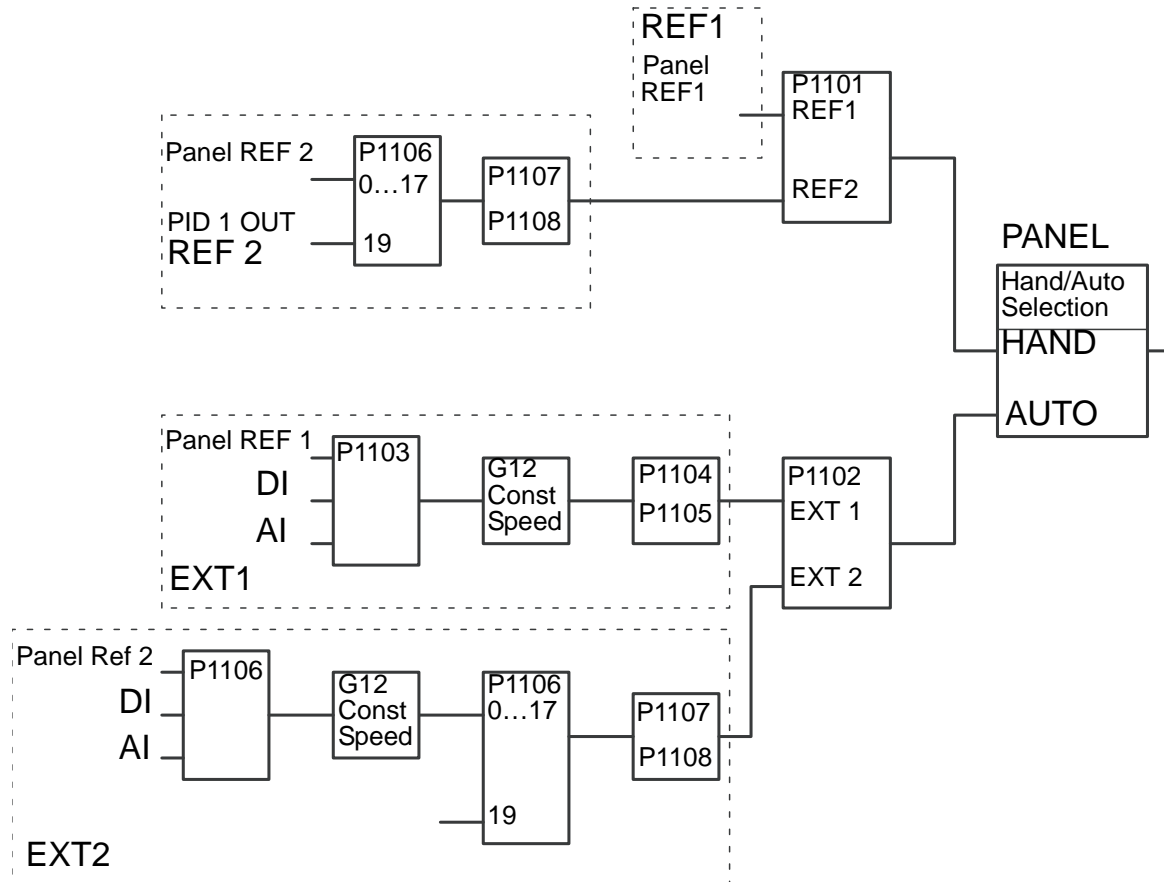 REF1
Panel
REF1
P1101
REF1
REF2
Panel REF 2
P1106
0…17
PID 1 OUT
19
REF 2
P1107
P1108
PANEL
Hand/Auto
Selection
HAND
AUTO
Panel REF 1
P1103
DI
AI
EXT1
G12
Const
Speed
P1104
P1105
P1102
EXT 1
EXT 2
Panel Ref 2
P1106
DI
AI
G12
Const
Speed
P1106
0…17
19
P1107
P1108
EXT2